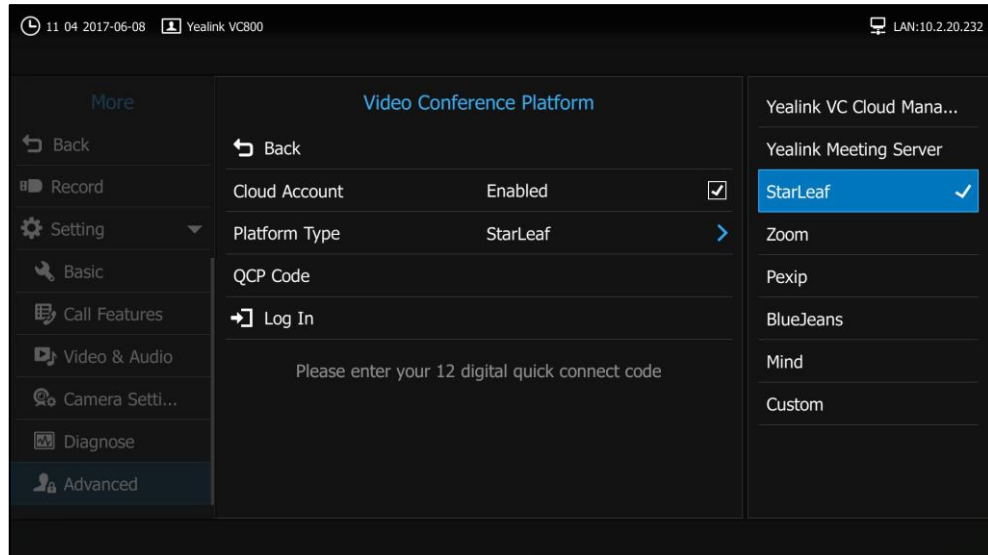 11 04 2017-06-08 Yealink VC800 LAN:10.2.20.232
More
Back
Record
Setting
Basic
Call Features
Video & Audio
Camera Setti...
Diagnose
Advanced
Video Conference Platform
Back
Cloud Account Enabled
Platform Type StarLeaf
QCP Code
Log In
Please enter your 12 digital quick connect code
Yealink VC Cloud Mana...
Yealink Meeting Server
StarLeaf
Zoom
Pexip
BlueJeans
Mind
Custom